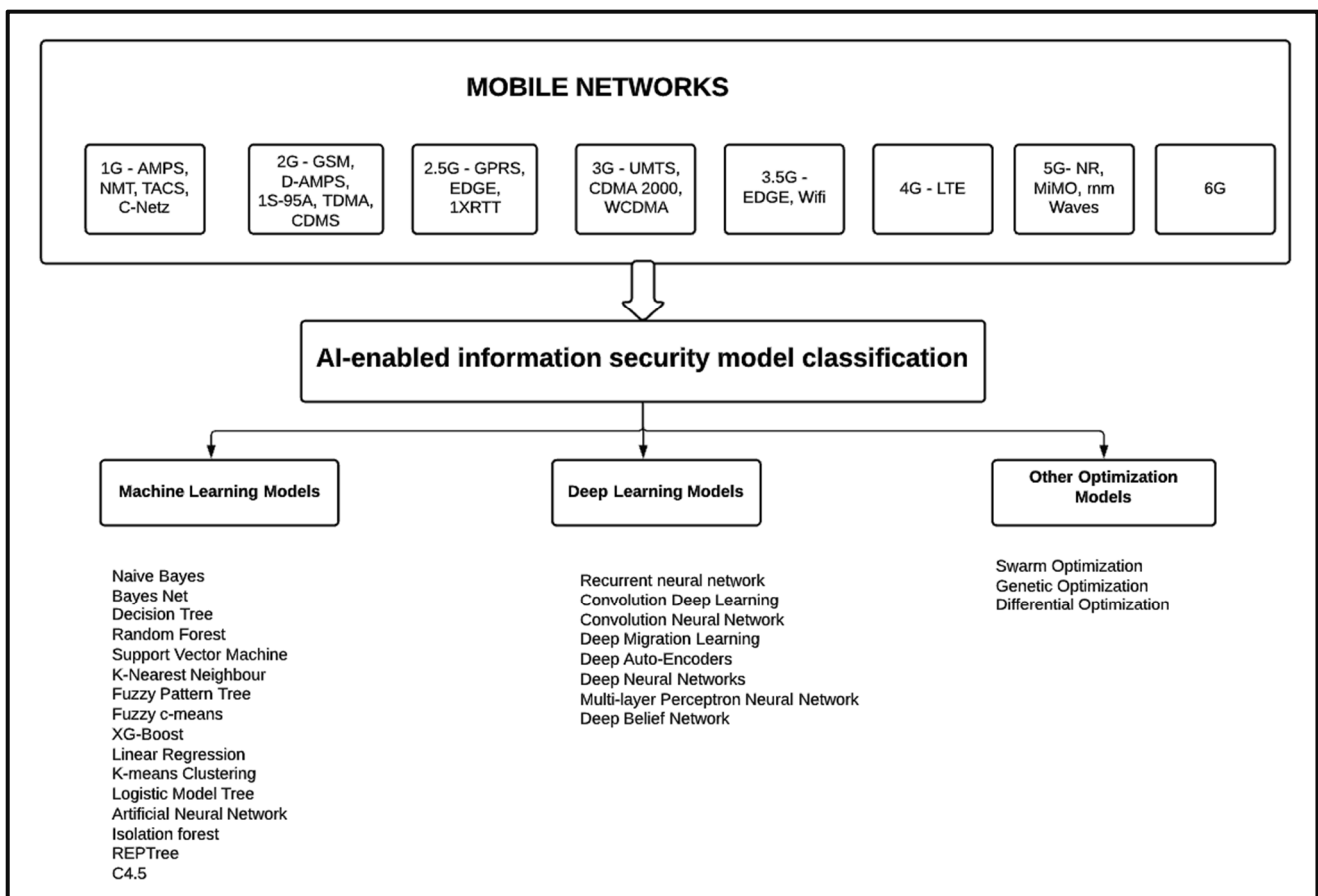 MOBILE NETWORKS
1G - AMPS,
NMT, TACS,
C-Netz
2G - GSM,
D-AMPS,
1S-95A, TDMA,
CDMS
2.5G - GPRS,
EDGE,
1XRTT
3G - UMTS,
CDMA 2000,
WCDMA
3.5G -
EDGE, Wifi
4G - LTE
5G- NR,
MiMO, mm
Waves
6G
AI-enabled information security model classification
Machine Learning Models
Naive Bayes
Bayes Net
Decision Tree
Random Forest
Support Vector Machine
K-Nearest Neighbour
Fuzzy Pattern Tree
Fuzzy c-means
XG-Boost
Linear Regression
K-means Clustering
Logistic Model Tree
Artificial Neural Network
Isolation forest
REPTree
C4.5
Deep Learning Models
Recurrent neural network
Convolution Deep Learning
Convolution Neural Network
Deep Migration Learning
Deep Auto-Encoders
Deep Neural Networks
Multi-layer Perceptron Neural Network
Deep Belief Network
Other Optimization
Models
Swarm Optimization
Genetic Optimization
Differential Optimization